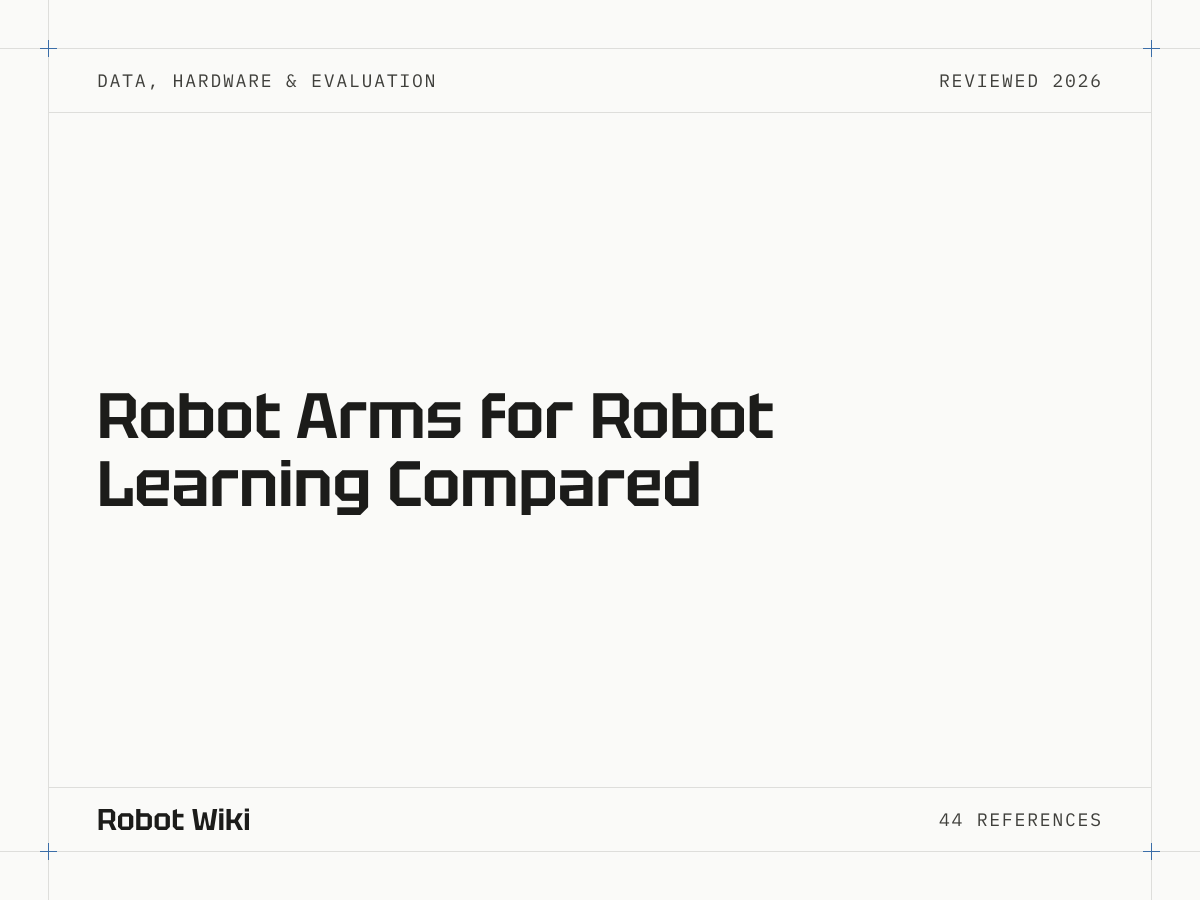 DATA, HARDWARE & EVALUATION
REVIEWED 2026
Robot Arms for Robot
Learning Compared
Robot Wiki
44 REFERENCES